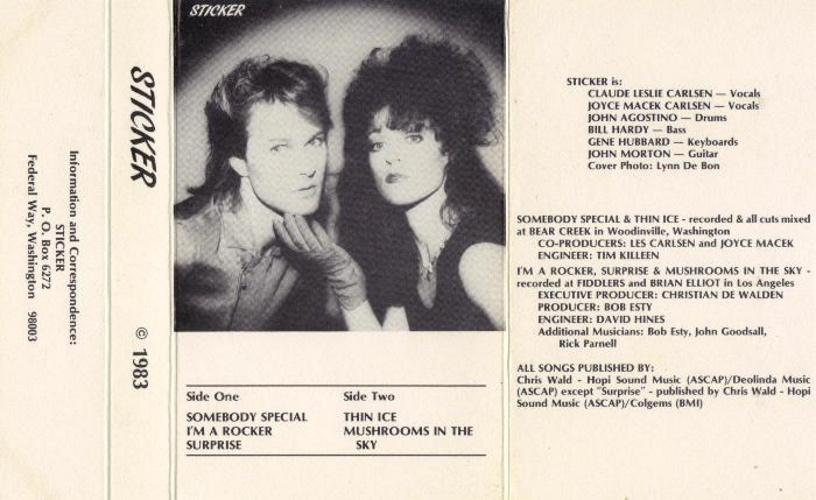 Information and Correspondence:
STICKER
P. O. Box 6272
Federal Way, Washington 98003
STICKER
© 1983
STICKER
Side One
SOMEBODY SPECIAL
I'M A ROCKER
SURPRISE
Side Two
THIN ICE
MUSHROOMS IN THE
SKY
STICKER is:
CLAUDE LESLIE CARLSEN — Vocals
JOYCE MACEK CARLSEN — Vocals
JOHN AGOSTINO — Drums
BILL HARDY — Bass
GENE HUBBARD — Keyboards
JOHN MORTON — Guitar
Cover Photo: Lynn De Bon
SOMEBODY SPECIAL & THIN ICE - recorded & all cuts mixed
at BEAR CREEK in Woodinville, Washington
CO-PRODUCERS: LES CARLSEN and JOYCE MACEK
ENGINEER: TIM KILLEEN
I'M A ROCKER, SURPRISE & MUSHROOMS IN THE SKY -
recorded at FIDDLERS and BRIAN ELLIOT in Los Angeles
EXECUTIVE PRODUCER: CHRISTIAN DE WALDEN
PRODUCER: BOB ESTY
ENGINEER: DAVID HINES
Additional Musicians: Bob Esty, John Goodsall,
Rick Parnell
ALL SONGS PUBLISHED BY:
Chris Wald - Hopi Sound Music (ASCAP)/Deolinda Music
(ASCAP) except "Surprise" - published by Chris Wald - Hopi
Sound Music (ASCAP)/Colgems (BMI)